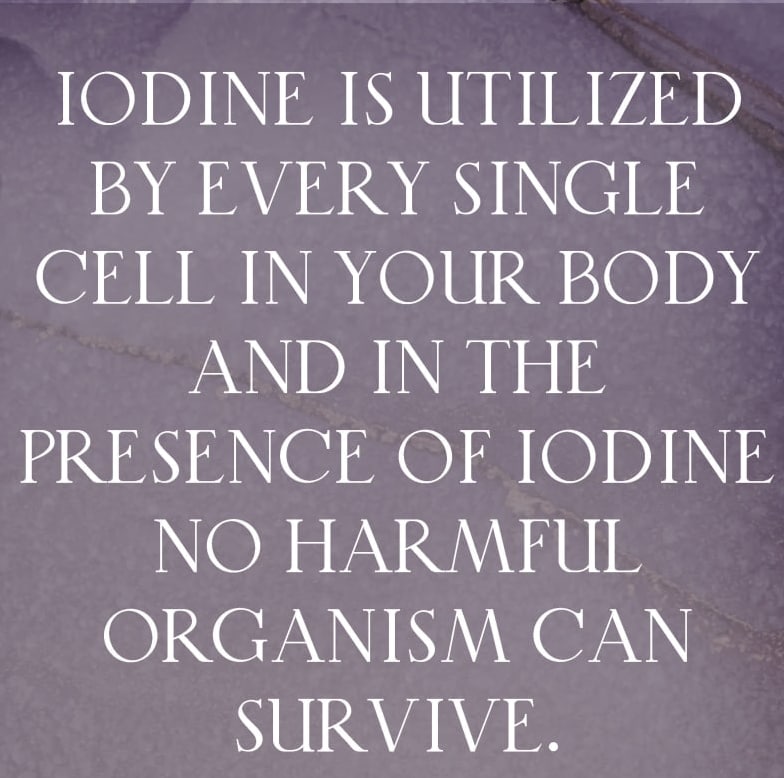 IODINE IS UTILIZED
BY EVERY SINGLE
CELL IN YOUR BODY
AND IN THE
PRESENCE OF IODINE
NO HARMFUL
ORGANISM CAN
SURVIVE.